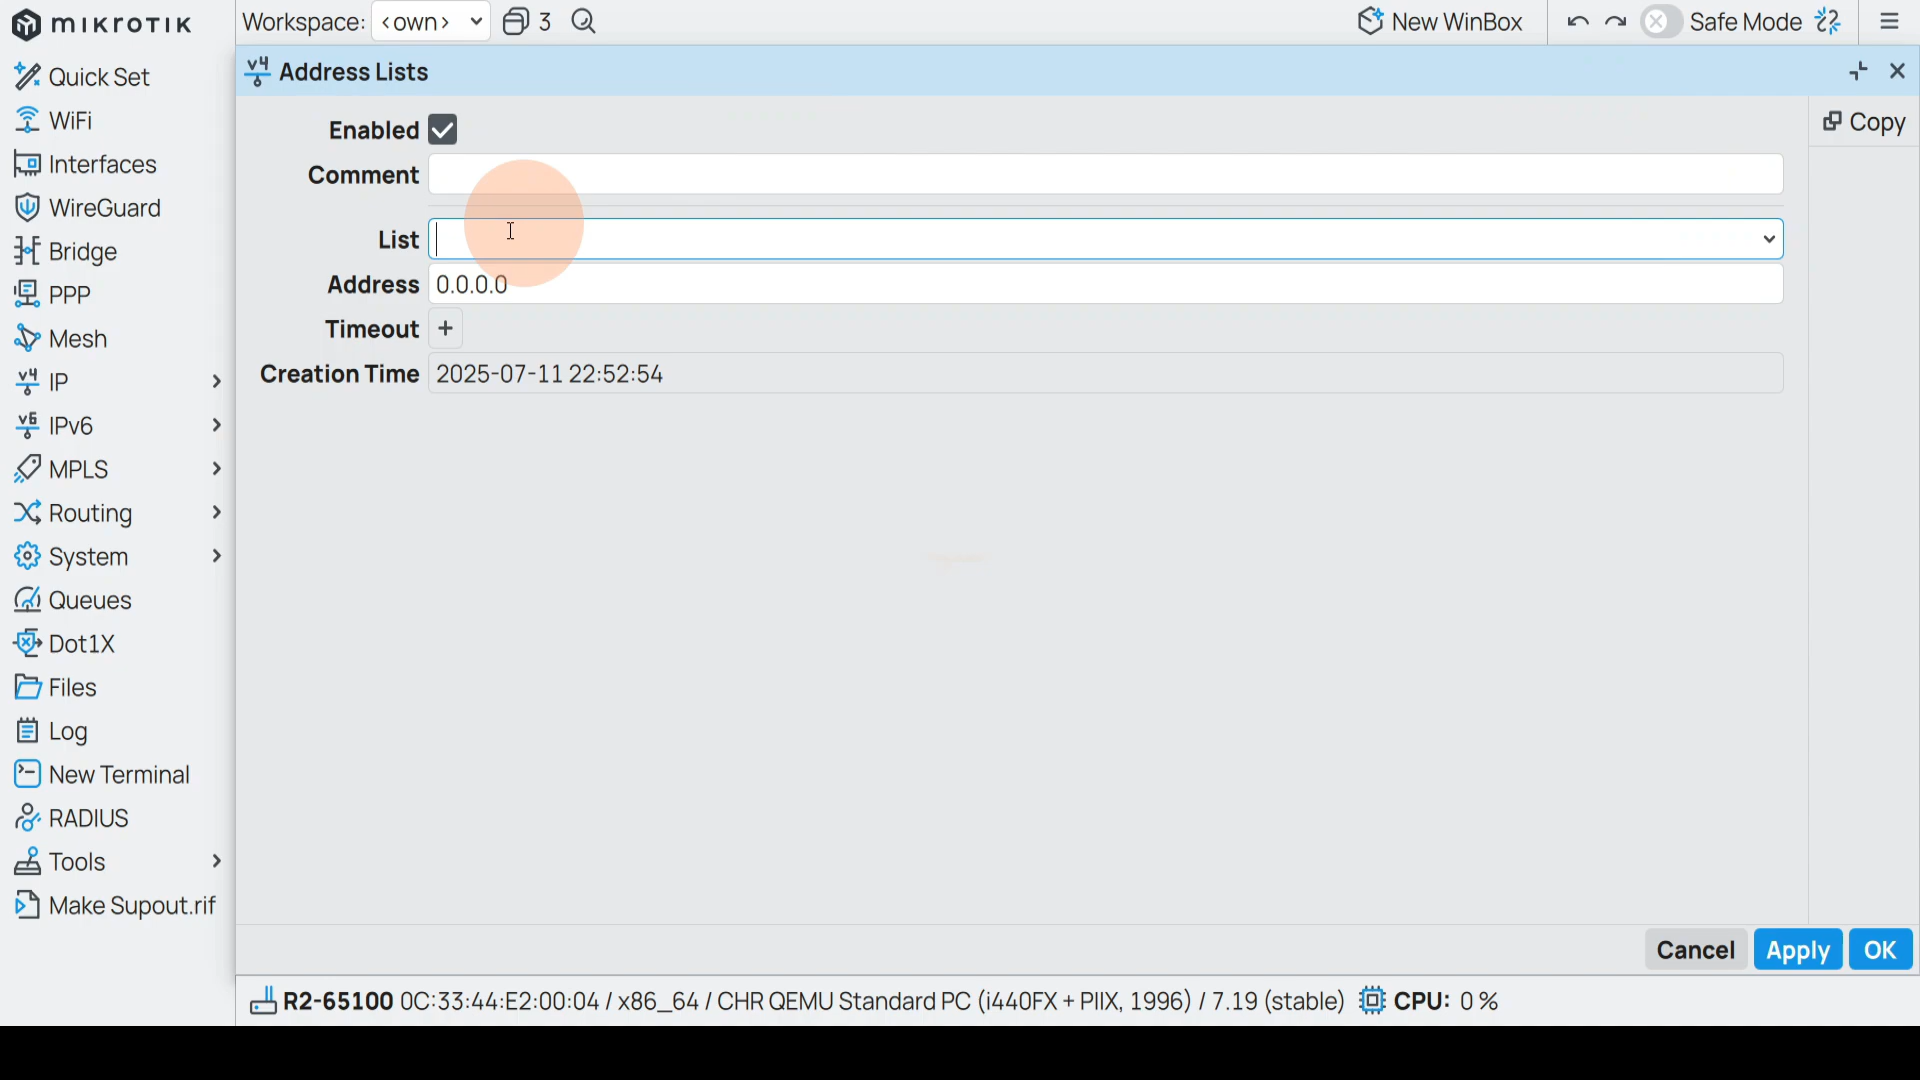 MIKROTIK
Workspace: <own> 3
New WinBox
Safe Mode
Quick Set
WiFi
Interfaces
WireGuard
Bridge
PPP
Mesh
v4 IP
v6 IPv6
MPLS
Routing
System
Queues
Dot1X
Files
Log
New Terminal
RADIUS
Tools
Make Supout.rif
v4 Address Lists
Copy
Enabled
Comment
List
Address 0.0.0.0
Timeout +
Creation Time 2025-07-11 22:52:54
Cancel Apply OK
R2-65100 0C:33:44:E2:00:04 / x86_64 / CHR QEMU Standard PC (i440FX + PIIX, 1996) / 7.19 (stable) CPU: 0 %